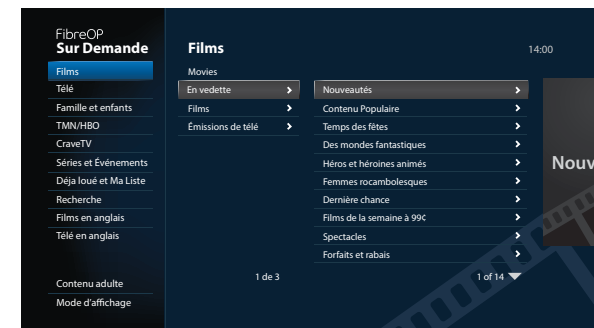 FibreOP
Sur Demande
Films
Télé
Famille et enfants
TMN/HBO
CraveTV
Séries et Événements
Déja loué et Ma Liste
Recherche
Films en anglais
Télé en anglais
Contenu adulte
Mode d'affichage
Films
14:00
Movies
En vedette
Films
Émissions de télé
1 de 3
Nouveautés
Contenu Populaire
Temps des fêtes
Des mondes fantastiques
Héros et héroines animés
Femmes rocambolesques
Dernière chance
Films de la semaine à 99¢
Spectacles
Forfaits et rabais
1 of 14
Nouv